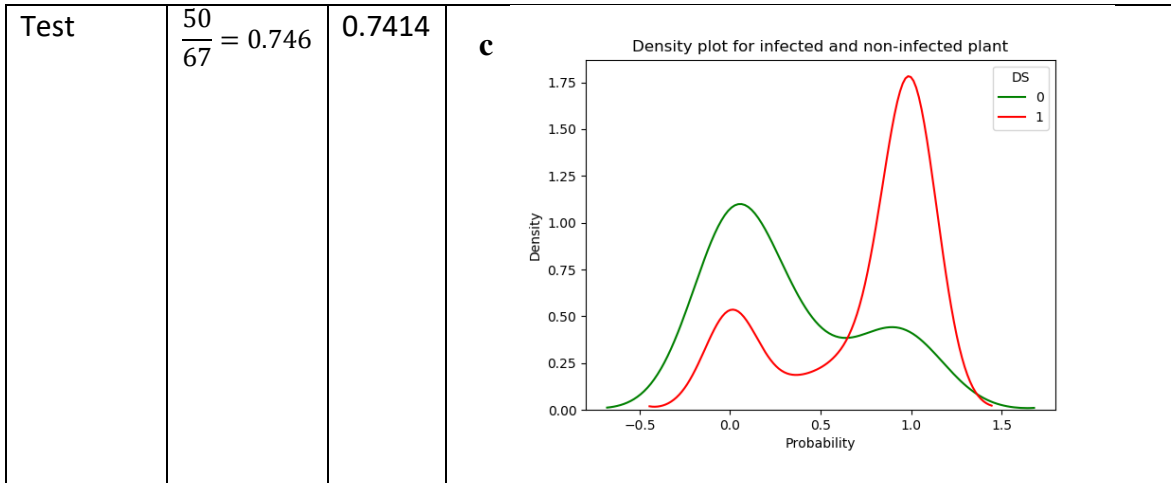 Test
50/67 = 0.746
0.7414
c
Density plot for infected and non-infected plant
DS
0
1
1.75
1.50
1.25
1.00
0.75
0.50
0.25
0.00
Density
−0.5 0.0 0.5 1.0 1.5
Probability